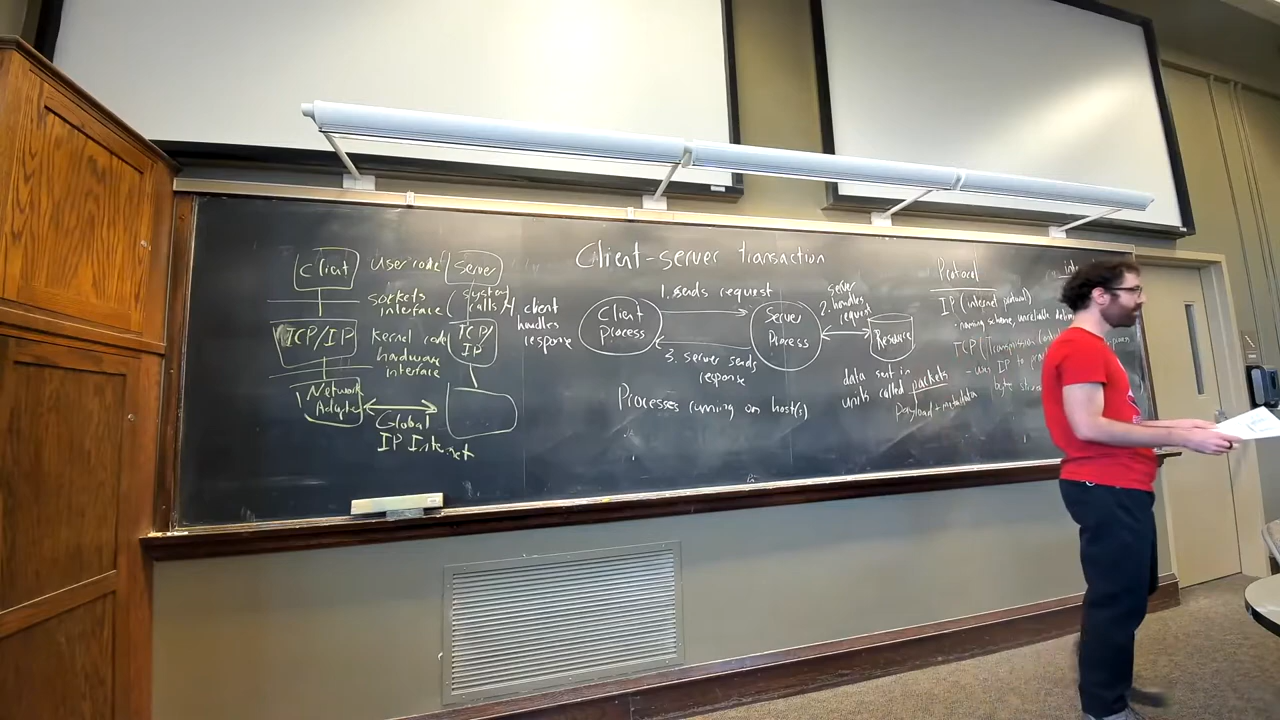 Client
User code
Server
sockets
interface
system
calls
TCP/IP
Kernel code
TCP/
IP
hardware
interface
Network
Adapter
Global
IP Internet
Client-server transaction
1. sends request
Client
Process
Server
Process
2. server
handles
request
Resource
3. server sends
response
4. client
handles
response
Processes running on host(s)
data sent in
units called packets
payload + metadata
Protocol
IP (internet protocol)
- naming scheme, unreliable
TCP (Transmission
- uses IP to
byte